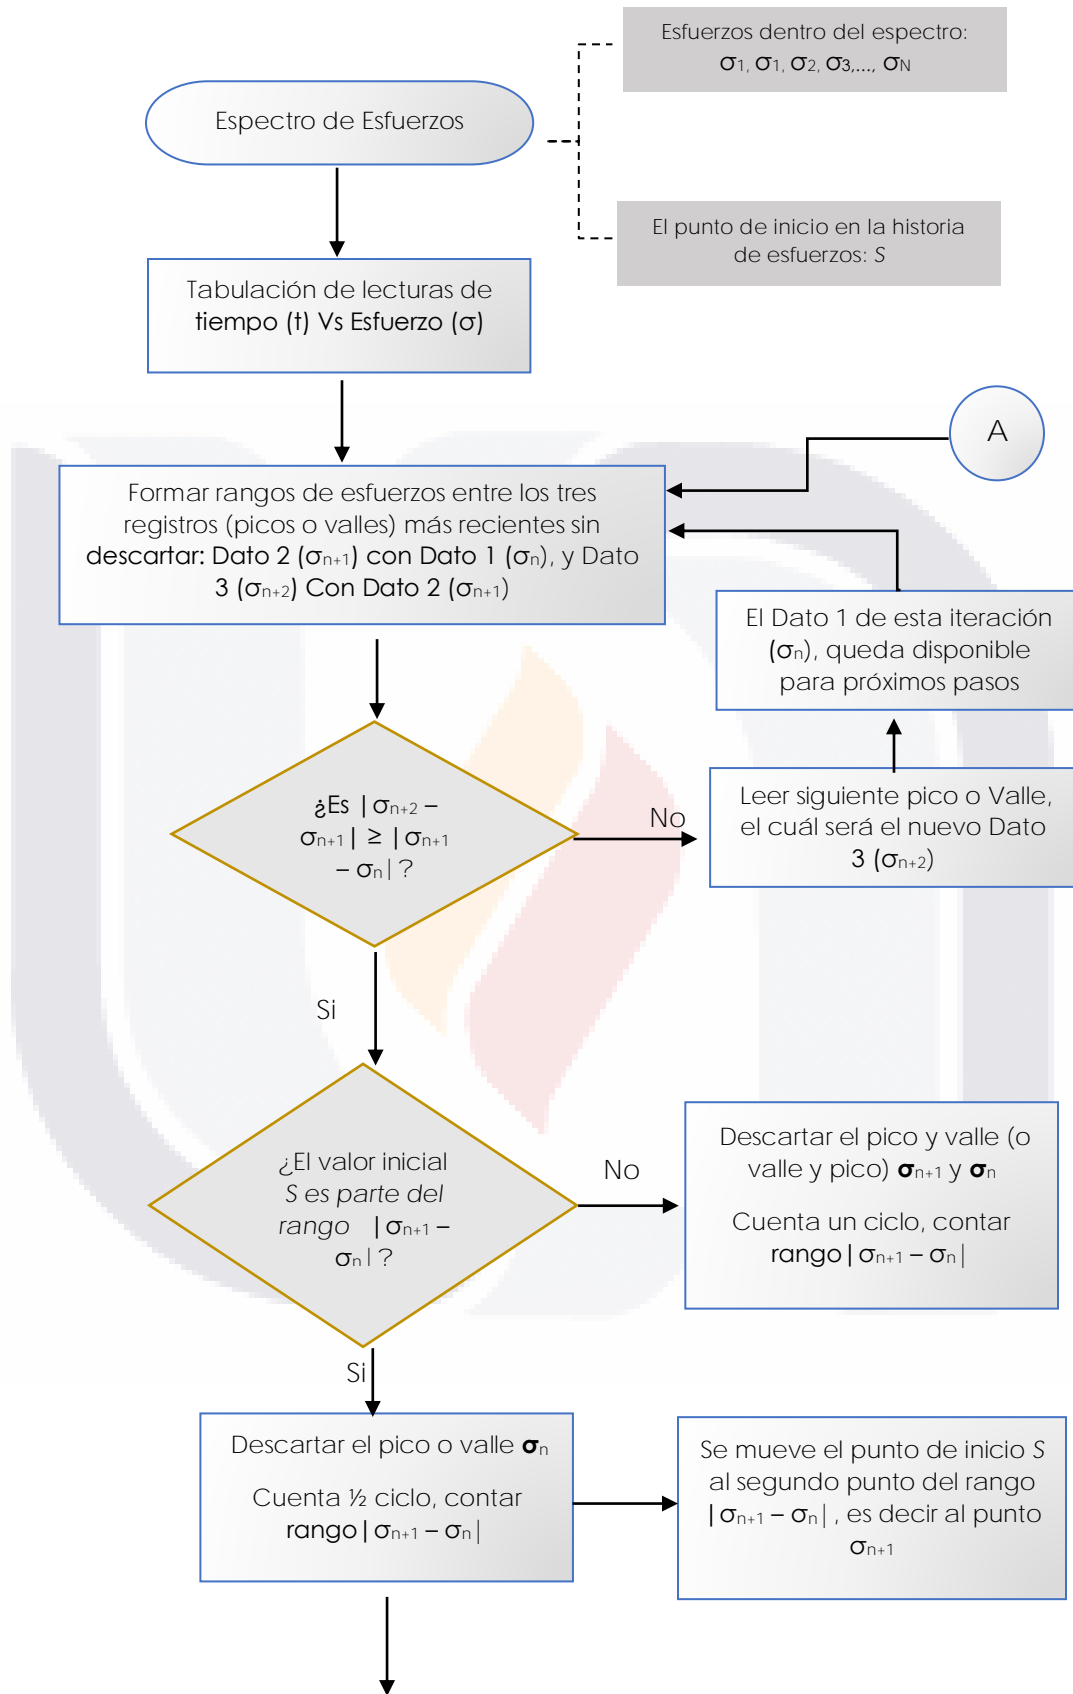 Esfuerzos dentro del espectro:
σ1, σ1, σ2, σ3,..., σN
Espectro de Esfuerzos
El punto de inicio en la historia
de esfuerzos: S
Tabulación de lecturas de
tiempo (t) Vs Esfuerzo (σ)
A
Formar rangos de esfuerzos entre los tres
registros (picos o valles) más recientes sin
descartar: Dato 2 (σn+1) con Dato 1 (σn), y Dato
3 (σn+2) Con Dato 2 (σn+1)
El Dato 1 de esta iteración
(σn), queda disponible
para próximos pasos
¿Es |σn+2 –
σn+1| ≥ |σn+1
– σn|?
No
Leer siguiente pico o Valle,
el cuál será el nuevo Dato
3 (σn+2)
Si
¿El valor inicial
S es parte del
rango |σn+1 –
σn|?
No
Descartar el pico y valle (o
valle y pico) σn+1 y σn
Cuenta un ciclo, contar
rango|σn+1 – σn|
Si
Descartar el pico o valle σn
Cuenta ½ ciclo, contar
rango|σn+1 – σn|
Se mueve el punto de inicio S
al segundo punto del rango
|σn+1 – σn| , es decir al punto
σn+1